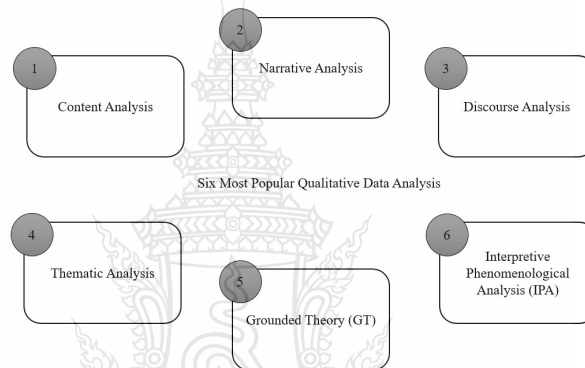 1
Content Analysis
2
Narrative Analysis
3
Discourse Analysis
Six Most Popular Qualitative Data Analysis
4
Thematic Analysis
5
Grounded Theory (GT)
6
Interpretive
Phenomenological
Analysis (IPA)